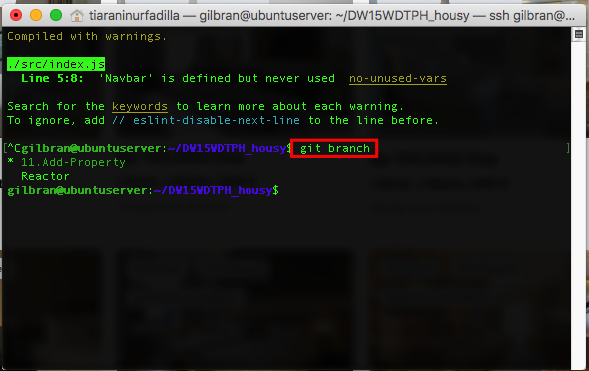 tiaraninurfadilla — gilbran@ubuntuserver: ~/DW15WDTPH_housy — ssh gilbran@...
Compiled with warnings.
./src/index.js
Line 5:8: 'Navbar' is defined but never used no-unused-vars
Search for the keywords to learn more about each warning.
To ignore, add // eslint-disable-next-line to the line before.
[^Cgilbran@ubuntuserver:~/DW15WDTPH_housy$ git branch ]
* 11.Add-Property
Reactor
gilbran@ubuntuserver:~/DW15WDTPH_housy$